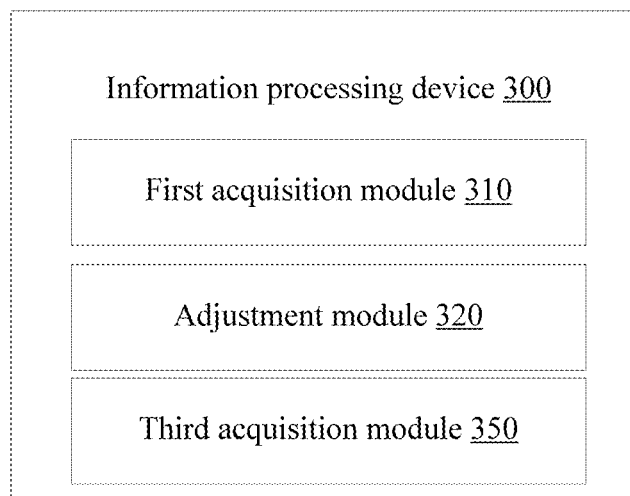 Information processing device 300
First acquisition module 310
Adjustment module 320
Third acquisition module 350